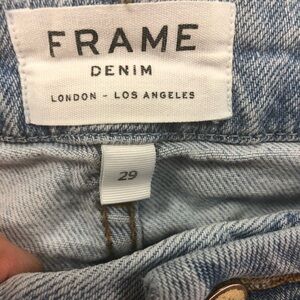 FRAME
DENIM
LONDON - LOS ANGELES
29